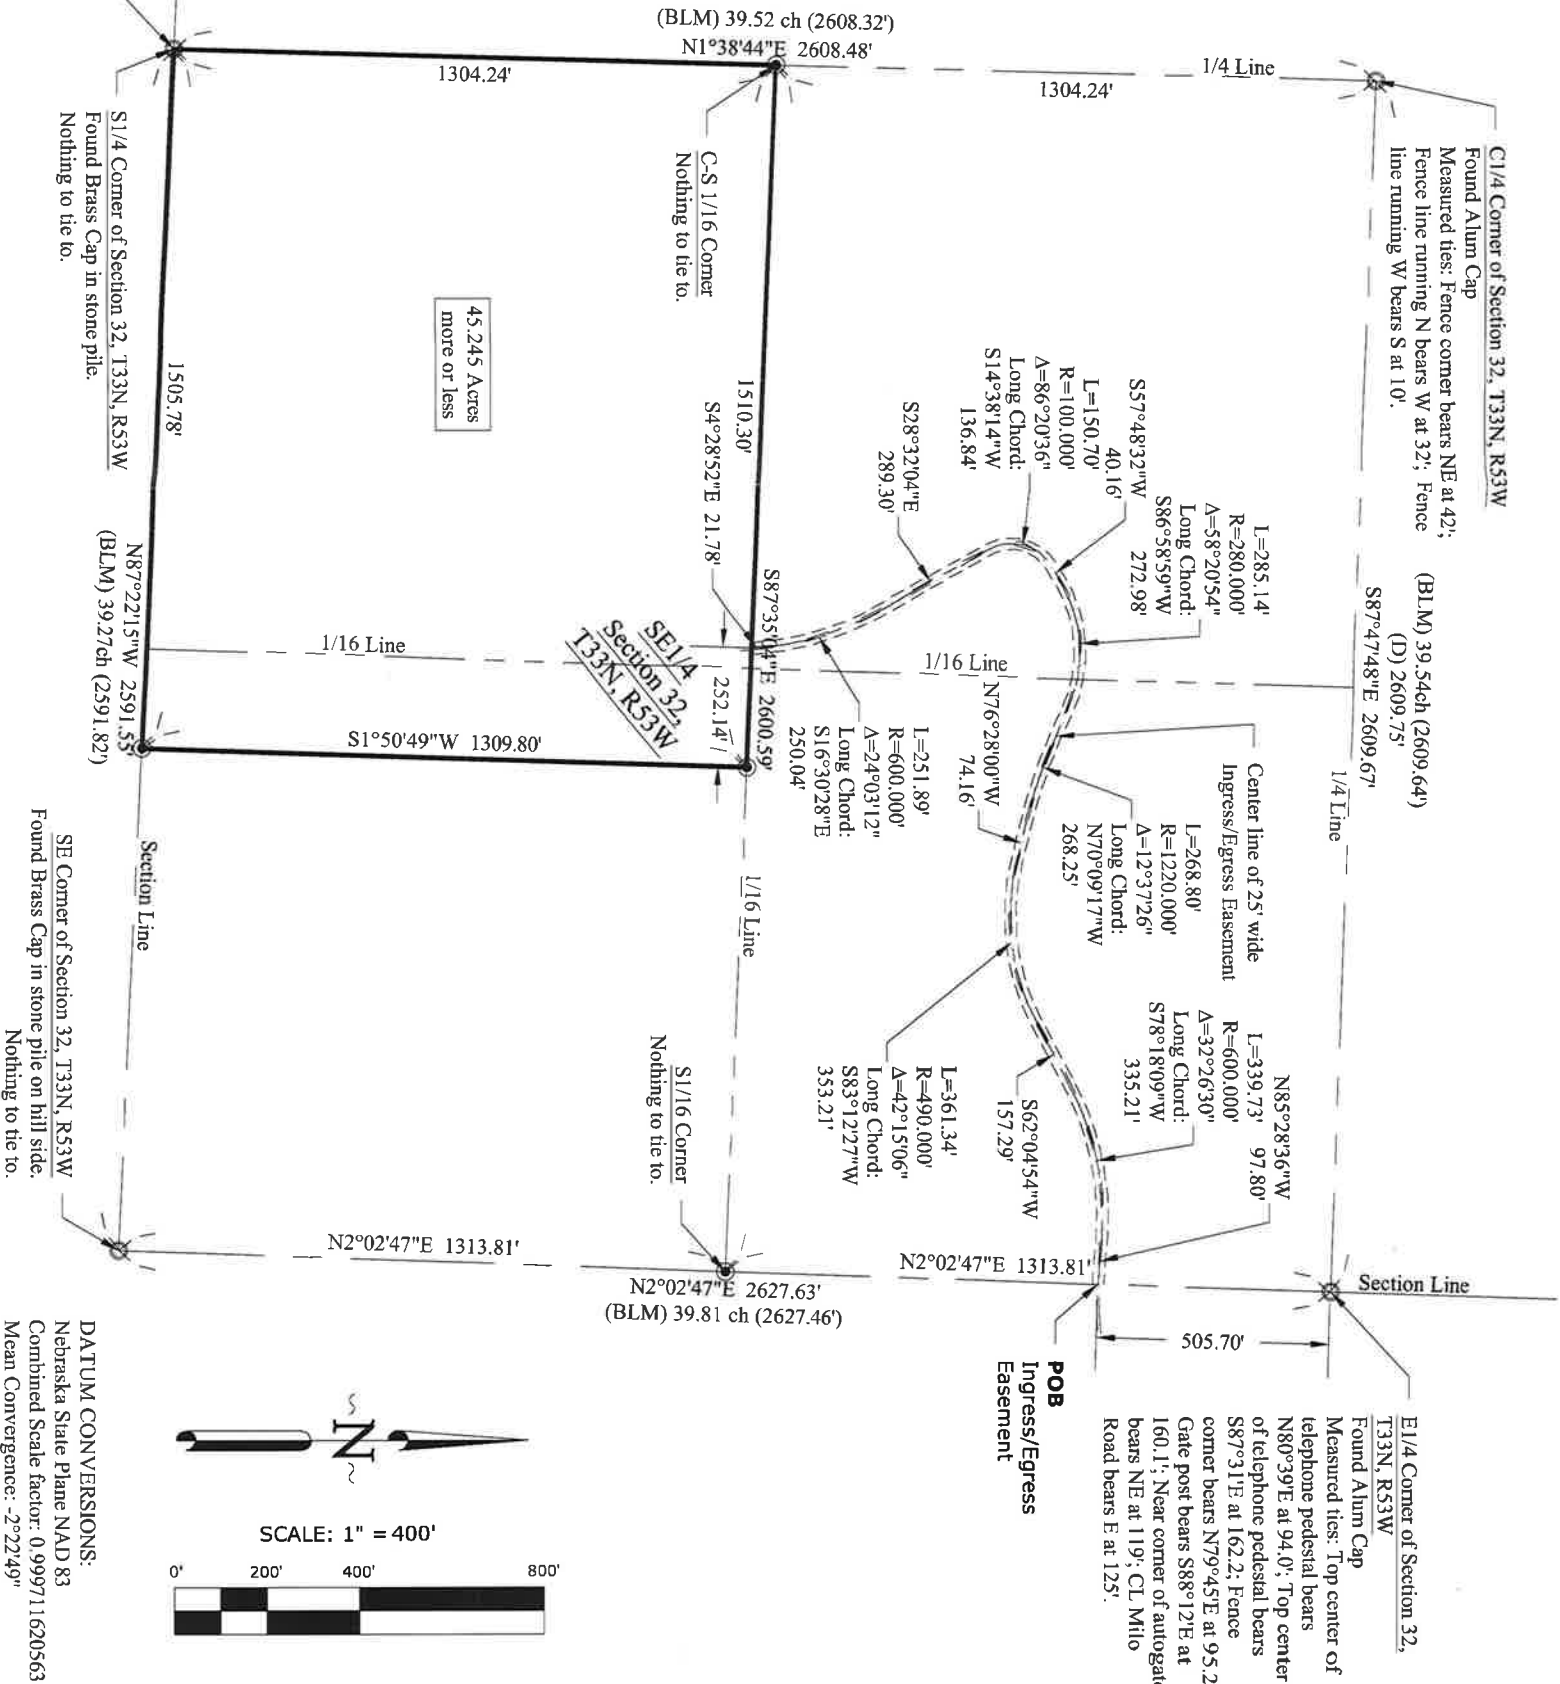 (BLM) 39.52 ch (2608.32')
N1°38'44"E 2608.48'
1304.24'
1304.24'
1/4 Line
C1/4 Corner of Section 32, T33N, R53W
Found Alum Cap
Measured ties: Fence corner bears NE at 42';
Fence line running N bears W at 32'; Fence
line running W bears S at 10'.
C-S 1/16 Corner
Nothing to tie to.
S1/4 Corner of Section 32, T33N, R53W
Found Brass Cap in stone pile.
Nothing to tie to.
45.245 Acres
more or less
1505.78'
1510.30'
S4°28'52"E 21.78'
S28°32'04"E
289.30'
L=150.70'
R=100.000'
Δ=86°20'36"
Long Chord:
S14°38'14"W
136.84'
S57°48'32"W
40.16'
L=285.14'
R=280.000'
Δ=58°20'54"
Long Chord:
S86°58'59"W
272.98'
(BLM) 39.54ch (2609.64')
(D) 2609.75'
S87°47'48"E 2609.67'
1/4 Line
N87°22'15"W 2591.55'
(BLM) 39.27ch (2591.82')
1/16 Line
1/16 Line
SE1/4
Section 32,
T33N, R53W
S87°35'04"E 2600.59'
252.14'
S1°50'49"W 1309.80'
L=251.89'
R=600.000'
Δ=24°03'12"
Long Chord:
S16°30'28"E
250.04'
N76°28'00"W
74.16'
L=268.80'
R=1220.000'
Δ=12°37'26"
Long Chord:
N70°09'17"W
268.25'
Center line of 25' wide
Ingress/Egress Easement
Section Line
1/16 Line
SE Corner of Section 32, T33N, R53W
Found Brass Cap in stone pile on hill side.
Nothing to tie to.
S1/16 Corner
Nothing to tie to.
L=361.34'
R=490.000'
Δ=42°15'06"
Long Chord:
S83°12'27"W
353.21'
S62°04'54"W
157.29'
L=339.73'
R=600.000'
Δ=32°26'30"
Long Chord:
S78°18'09"W
335.21'
N85°28'36"W
97.80'
N2°02'47"E 1313.81'
N2°02'47"E 2627.63'
(BLM) 39.81 ch (2627.46')
N2°02'47"E 1313.81'
Section Line
505.70'
POB
Ingress/Egress
Easement
E1/4 Corner of Section 32,
T33N, R53W
Found Alum Cap
Measured ties: Top center of
telephone pedestal bears
N80°39'E at 94.0'; Top center
of telephone pedestal bears
S87°31'E at 162.2; Fence
corner bears N79°45'E at 95.2
Gate post bears S88°12'E at
160.1'; Near corner of autogate
bears NE at 119'; CL Milo
Road bears E at 125'.
N
SCALE: 1" = 400'
0' 200' 400' 800'
DATUM CONVERSIONS:
Nebraska State Plane NAD 83
Combined Scale factor: 0.999711620563
Mean Convergence: -2°22'49"